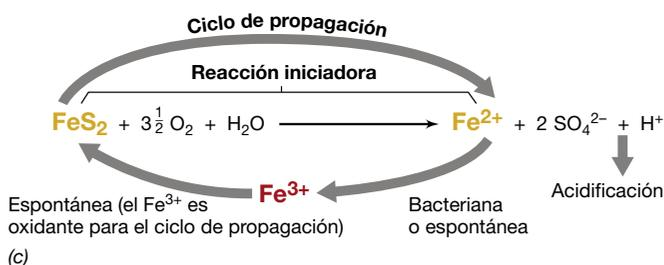 Ciclo de propagación
Reacción iniciadora
FeS₂ + 3½ O₂ + H₂O ⟶ Fe²⁺ + 2 SO₄²⁻ + H⁺
Fe³⁺
Acidificación
Espontánea (el Fe³⁺ es
oxidante para el ciclo de propagación)
Bacteriana
o espontánea
(c)